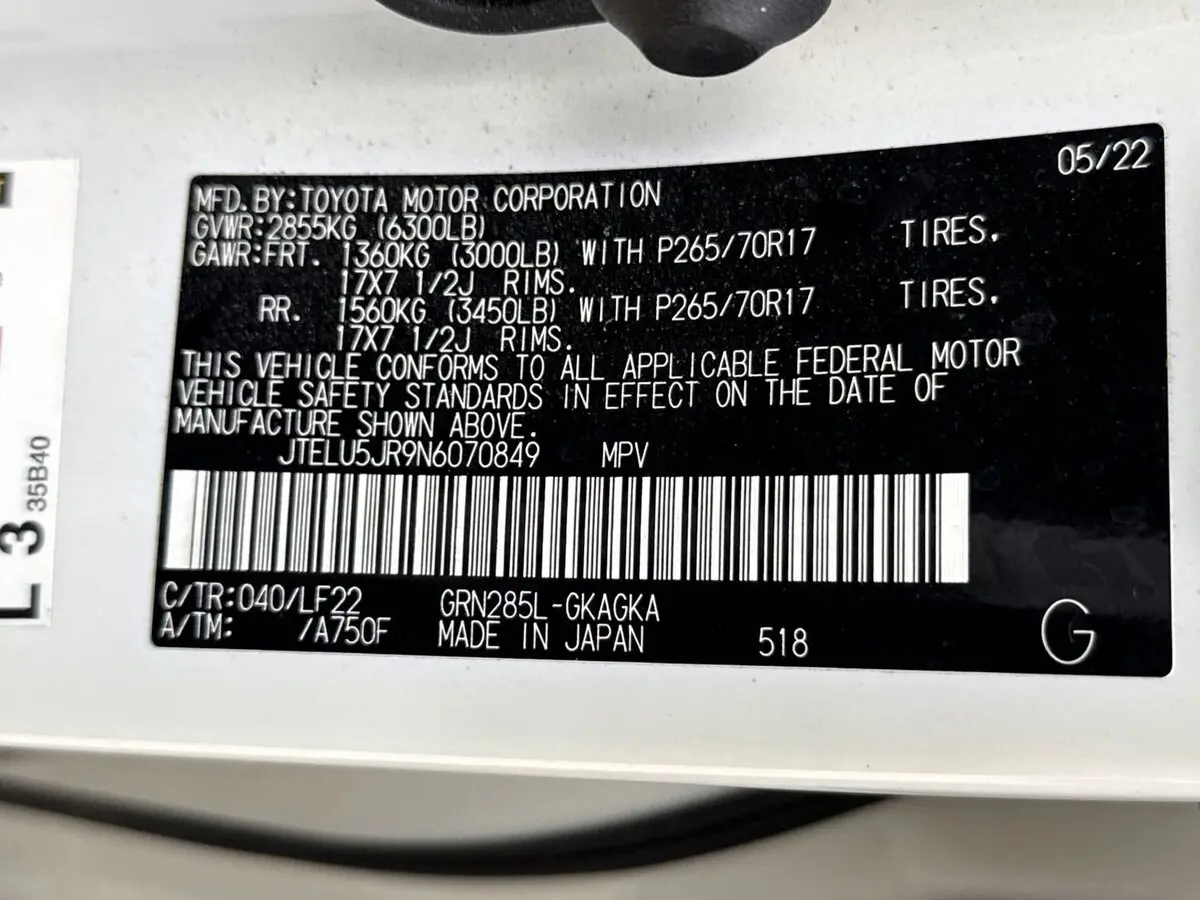 05/22
MFD.BY:TOYOTA MOTOR CORPORATION
GVWR:2855KG (6300LB)
GAWR:FRT. 1360KG (3000LB) WITH P265/70R17 TIRES.
17X7 1/2J RIMS.
RR. 1560KG (3450LB) WITH P265/70R17 TIRES.
17X7 1/2J RIMS.
THIS VEHICLE CONFORMS TO ALL APPLICABLE FEDERAL MOTOR
VEHICLE SAFETY STANDARDS IN EFFECT ON THE DATE OF
MANUFACTURE SHOWN ABOVE.
JTELU5JR9N6070849 MPV
C/TR:040/LF22 GRN285L-GKAGKA
A/TM: /A750F MADE IN JAPAN 518 G
3 35B40